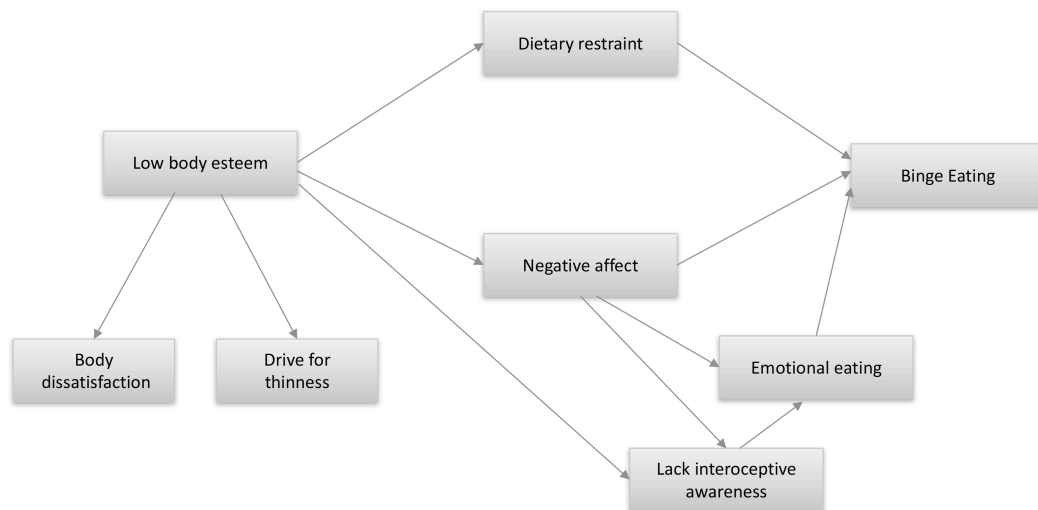 Dietary restraint
Low body esteem
Binge Eating
Negative affect
Body
dissatisfaction
Drive for
thinness
Emotional eating
Lack interoceptive
awareness